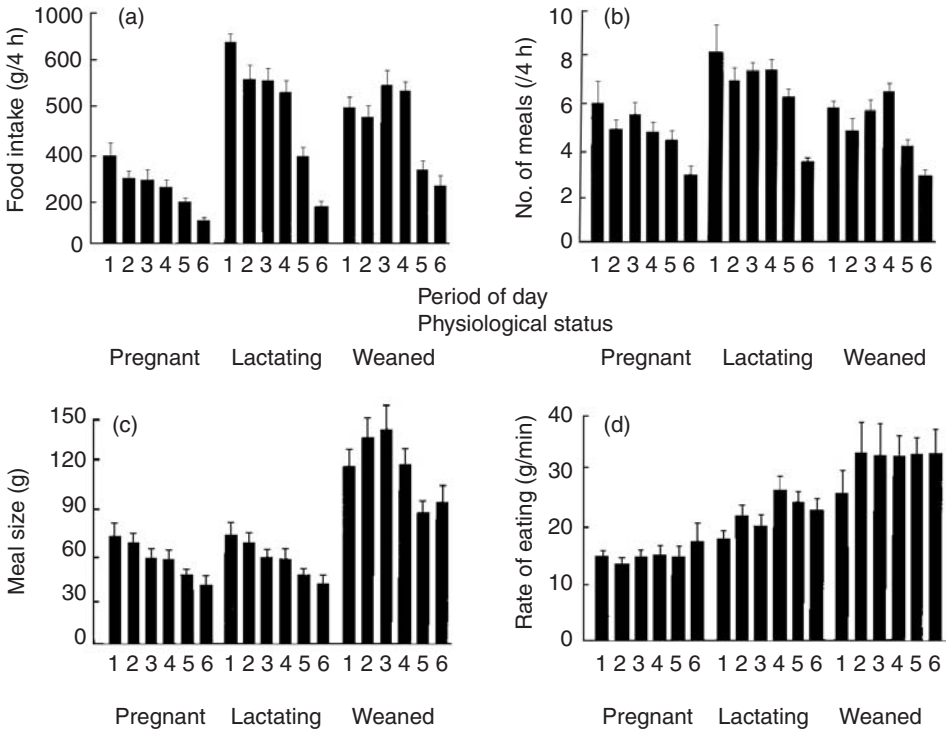 (a)
Food intake (g/4 h)
1000
600
500
400
200
0
1 2 3 4 5 6 1 2 3 4 5 6 1 2 3 4 5 6
(b)
No. of meals (/4 h)
10
8
6
4
2
0
1 2 3 4 5 6 1 2 3 4 5 6 1 2 3 4 5 6
Period of day
Physiological status
Pregnant Lactating Weaned
Pregnant Lactating Weaned
(c)
Meal size (g)
150
120
90
60
30
0
1 2 3 4 5 6 1 2 3 4 5 6 1 2 3 4 5 6
Pregnant Lactating Weaned
(d)
Rate of eating (g/min)
40
30
20
10
0
1 2 3 4 5 6 1 2 3 4 5 6 1 2 3 4 5 6
Pregnant Lactating Weaned